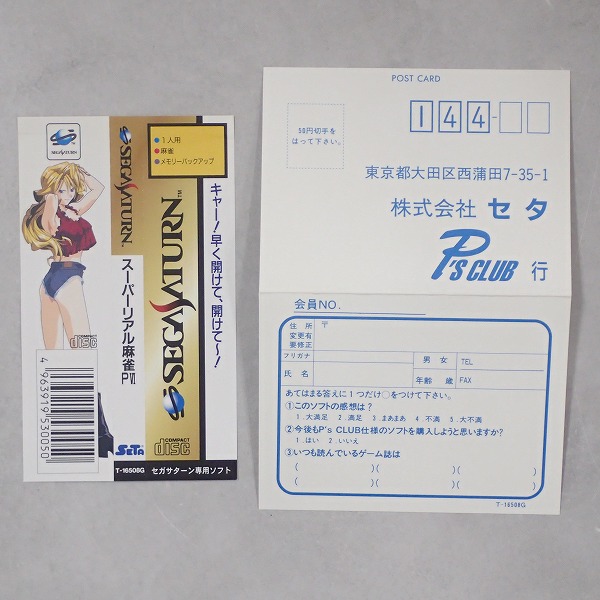 SEGASATURN
スーパーリアル麻雀
PVI
COMPACT
DISC
4963919530050
SEGASATURN™
● 1人用
● 麻雀
● メモリーバックアップ
SEGASATURN™
COMPACT
DISC
SETA
キャー!早く開けて、開けて〜!
T-16508G セガサターン専用ソフト
POST CARD
50円切手を
はって下さい。
144-
東京都大田区西蒲田7-35-1
株式会社 セタ
P'S CLUB 行
会員NO.
住所 〒
変更有
要修正
フリガナ
氏名
男 女
年齢 歳
TEL
FAX
あてはまる答えに1つだけ○をつけて下さい。
①このソフトの感想は?
1.大満足 2.満足 3.まあまあ 4.不満 5.大不満
②今後もP's CLUB仕様のソフトを購入しようと思いますか?
1.はい 2.いいえ
③いつも読んでいるゲーム誌は
( )( )( )
( )( )( )
T-16508G